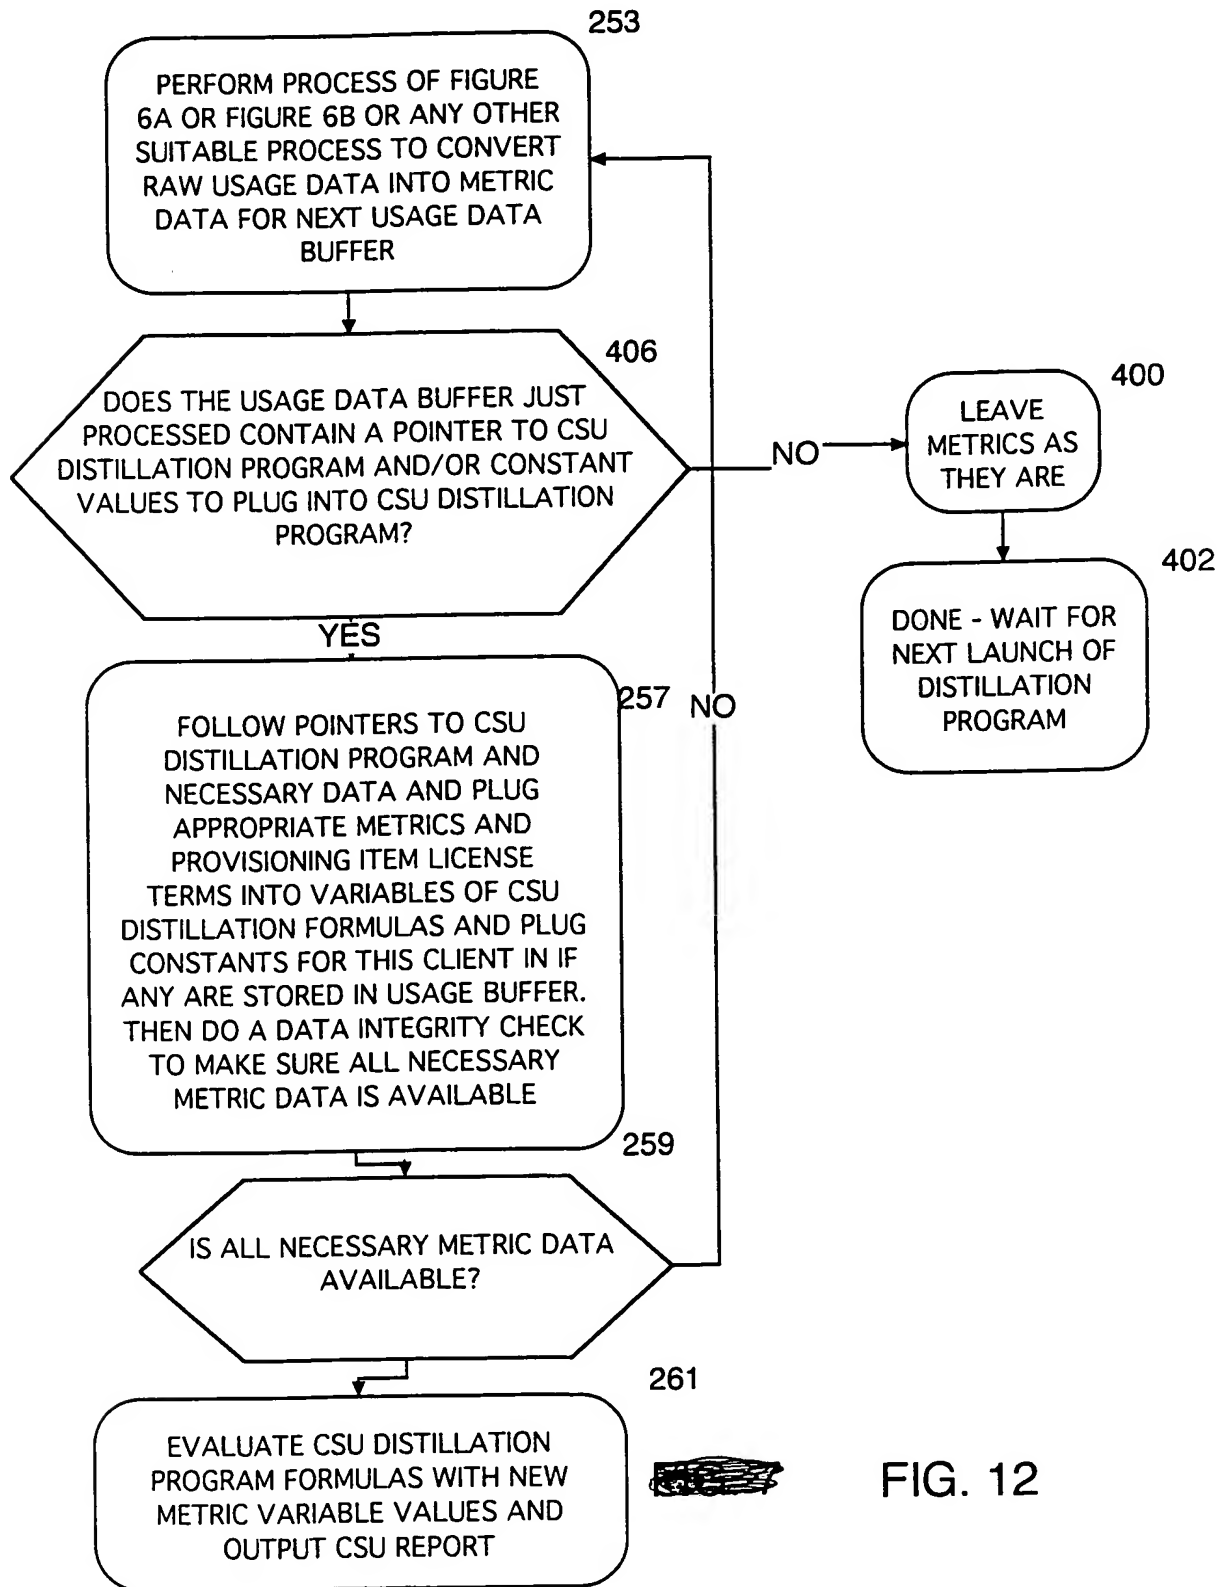 253
PERFORM PROCESS OF FIGURE
6A OR FIGURE 6B OR ANY OTHER
SUITABLE PROCESS TO CONVERT
RAW USAGE DATA INTO METRIC
DATA FOR NEXT USAGE DATA
BUFFER
406
DOES THE USAGE DATA BUFFER JUST
PROCESSED CONTAIN A POINTER TO CSU
DISTILLATION PROGRAM AND/OR CONSTANT
VALUES TO PLUG INTO CSU DISTILLATION
PROGRAM?
NO
400
LEAVE
METRICS AS
THEY ARE
402
DONE - WAIT FOR
NEXT LAUNCH OF
DISTILLATION
PROGRAM
YES
257
NO
FOLLOW POINTERS TO CSU
DISTILLATION PROGRAM AND
NECESSARY DATA AND PLUG
APPROPRIATE METRICS AND
PROVISIONING ITEM LICENSE
TERMS INTO VARIABLES OF CSU
DISTILLATION FORMULAS AND PLUG
CONSTANTS FOR THIS CLIENT IN IF
ANY ARE STORED IN USAGE BUFFER.
THEN DO A DATA INTEGRITY CHECK
TO MAKE SURE ALL NECESSARY
METRIC DATA IS AVAILABLE
259
IS ALL NECESSARY METRIC DATA
AVAILABLE?
261
EVALUATE CSU DISTILLATION
PROGRAM FORMULAS WITH NEW
METRIC VARIABLE VALUES AND
OUTPUT CSU REPORT
FIG. 12